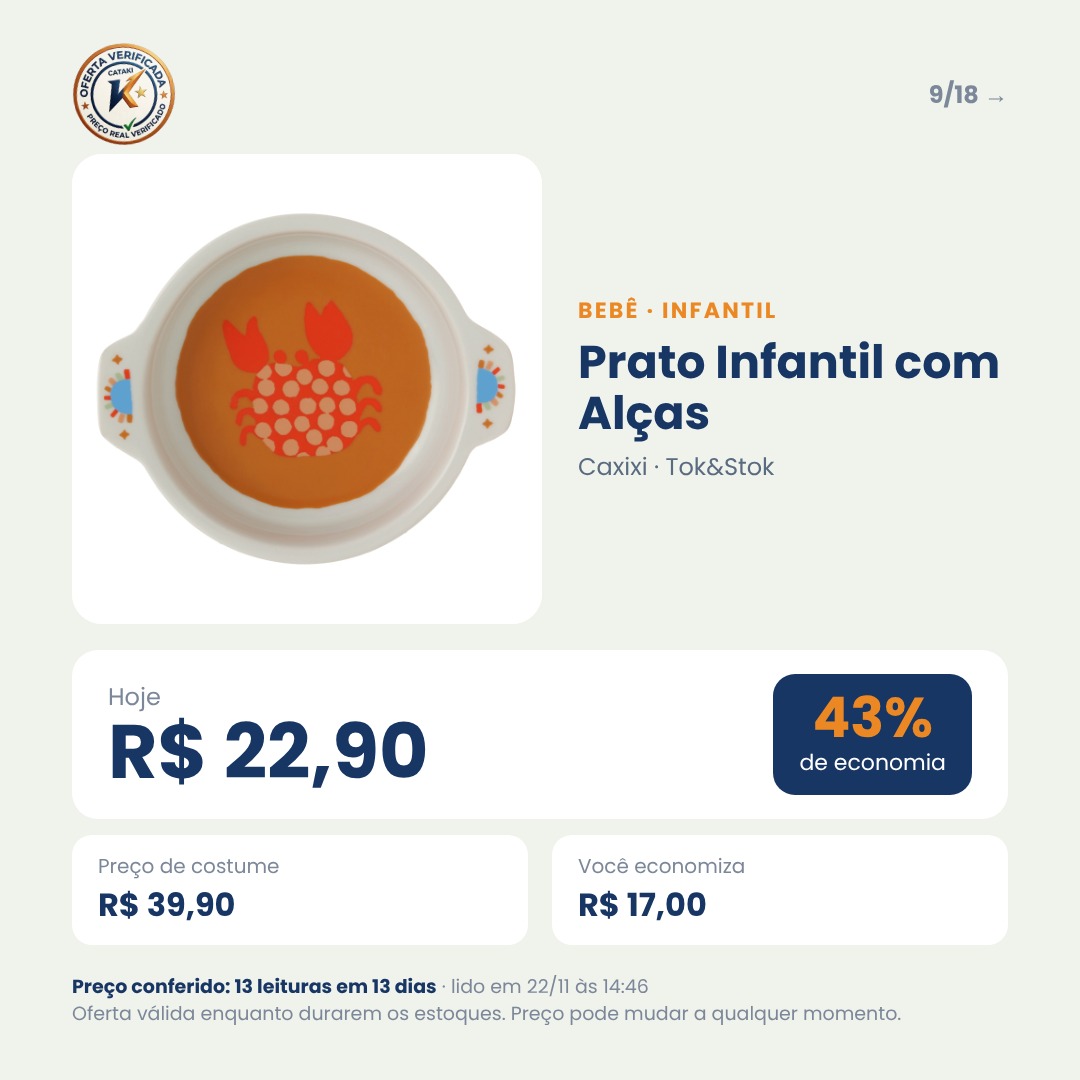 OFERTA VERIFICADA
CATAKI
K
PREÇO REAL VERIFICADO
9/18 →
BEBÊ · INFANTIL
Prato Infantil com
Alças
Caxixi · Tok&Stok
Hoje
R$ 22,90
43%
de economia
Preço de costume
R$ 39,90
Você economiza
R$ 17,00
Preço conferido: 13 leituras em 13 dias · lido em 22/11 às 14:46
Oferta válida enquanto durarem os estoques. Preço pode mudar a qualquer momento.